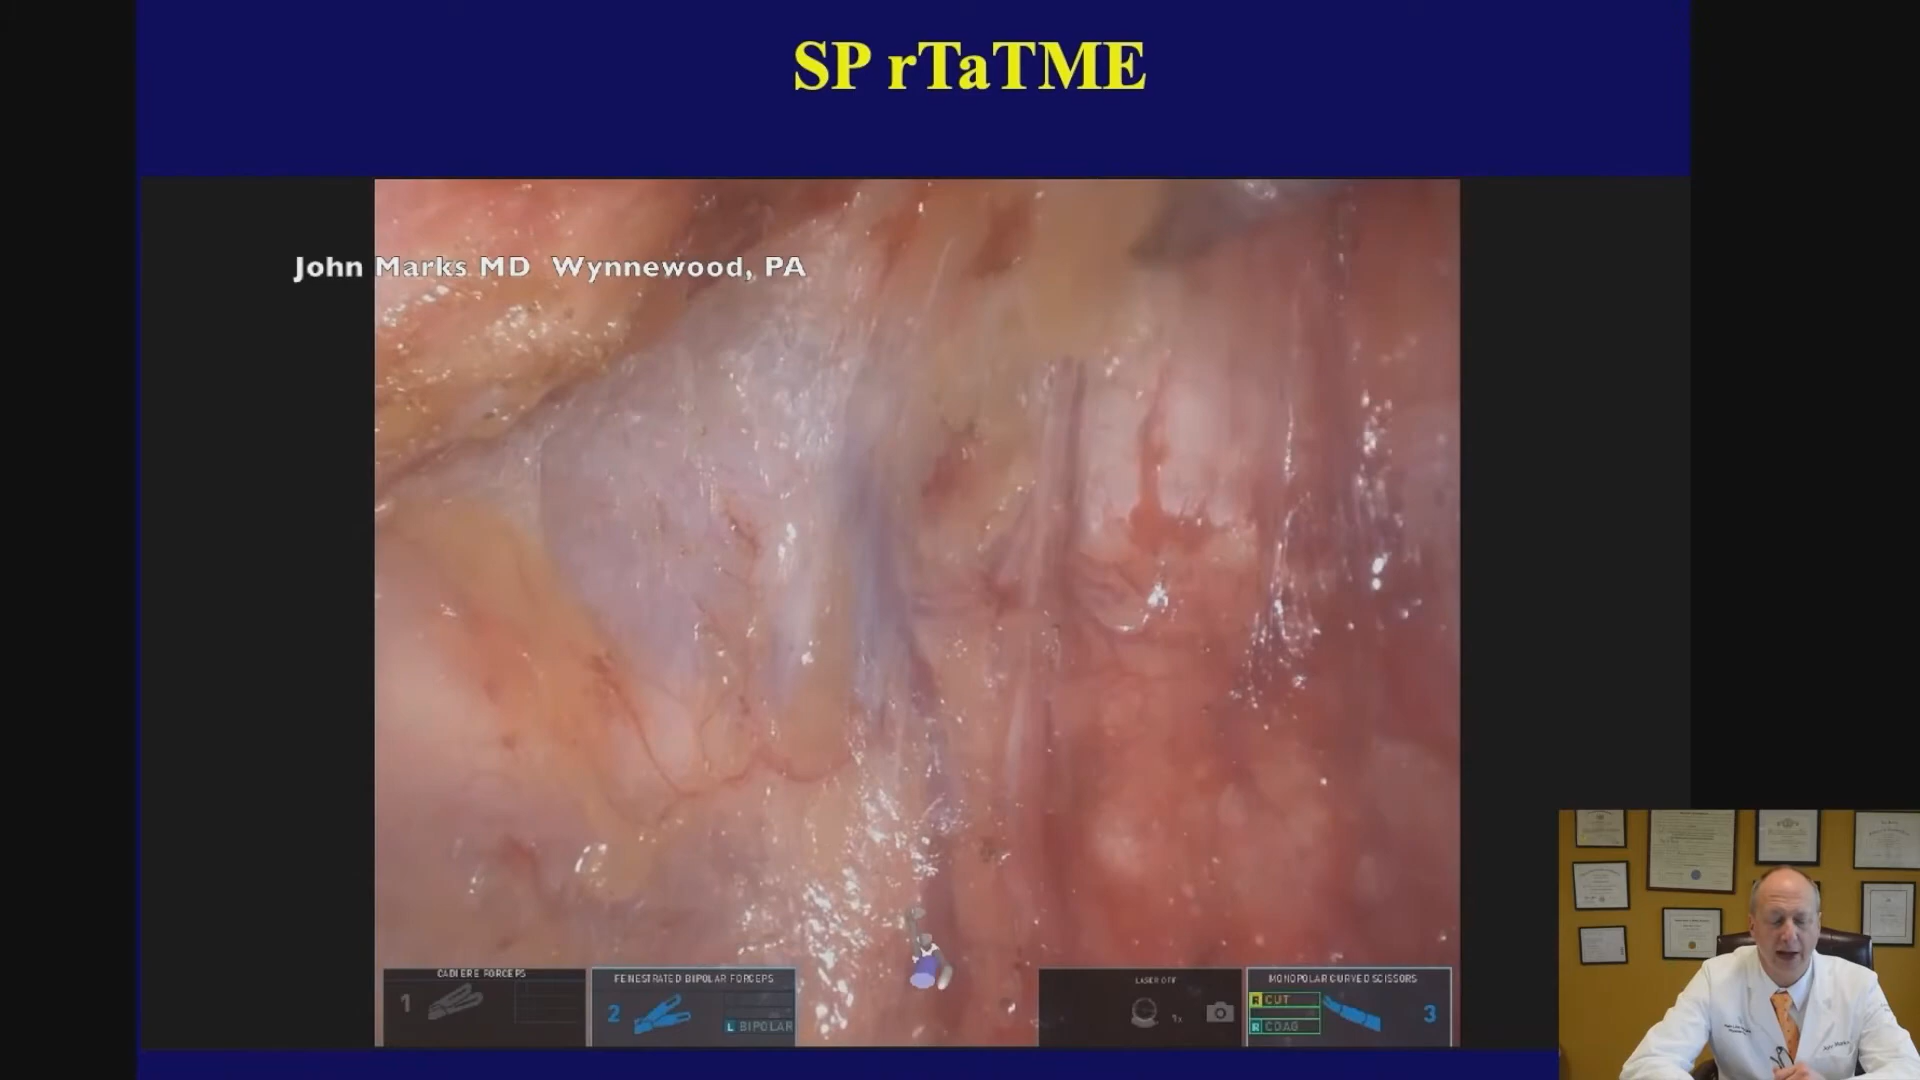 SP rTaTME
John Marks MD  Wynnewood, PA
CADIERE FORCEPS
1
FENESTRATED BIPOLAR FORCEPS
2
L BIPOLAR
LASER OFF
1x
MONOPOLAR CURVED SCISSORS
R CUT
R COAG
3